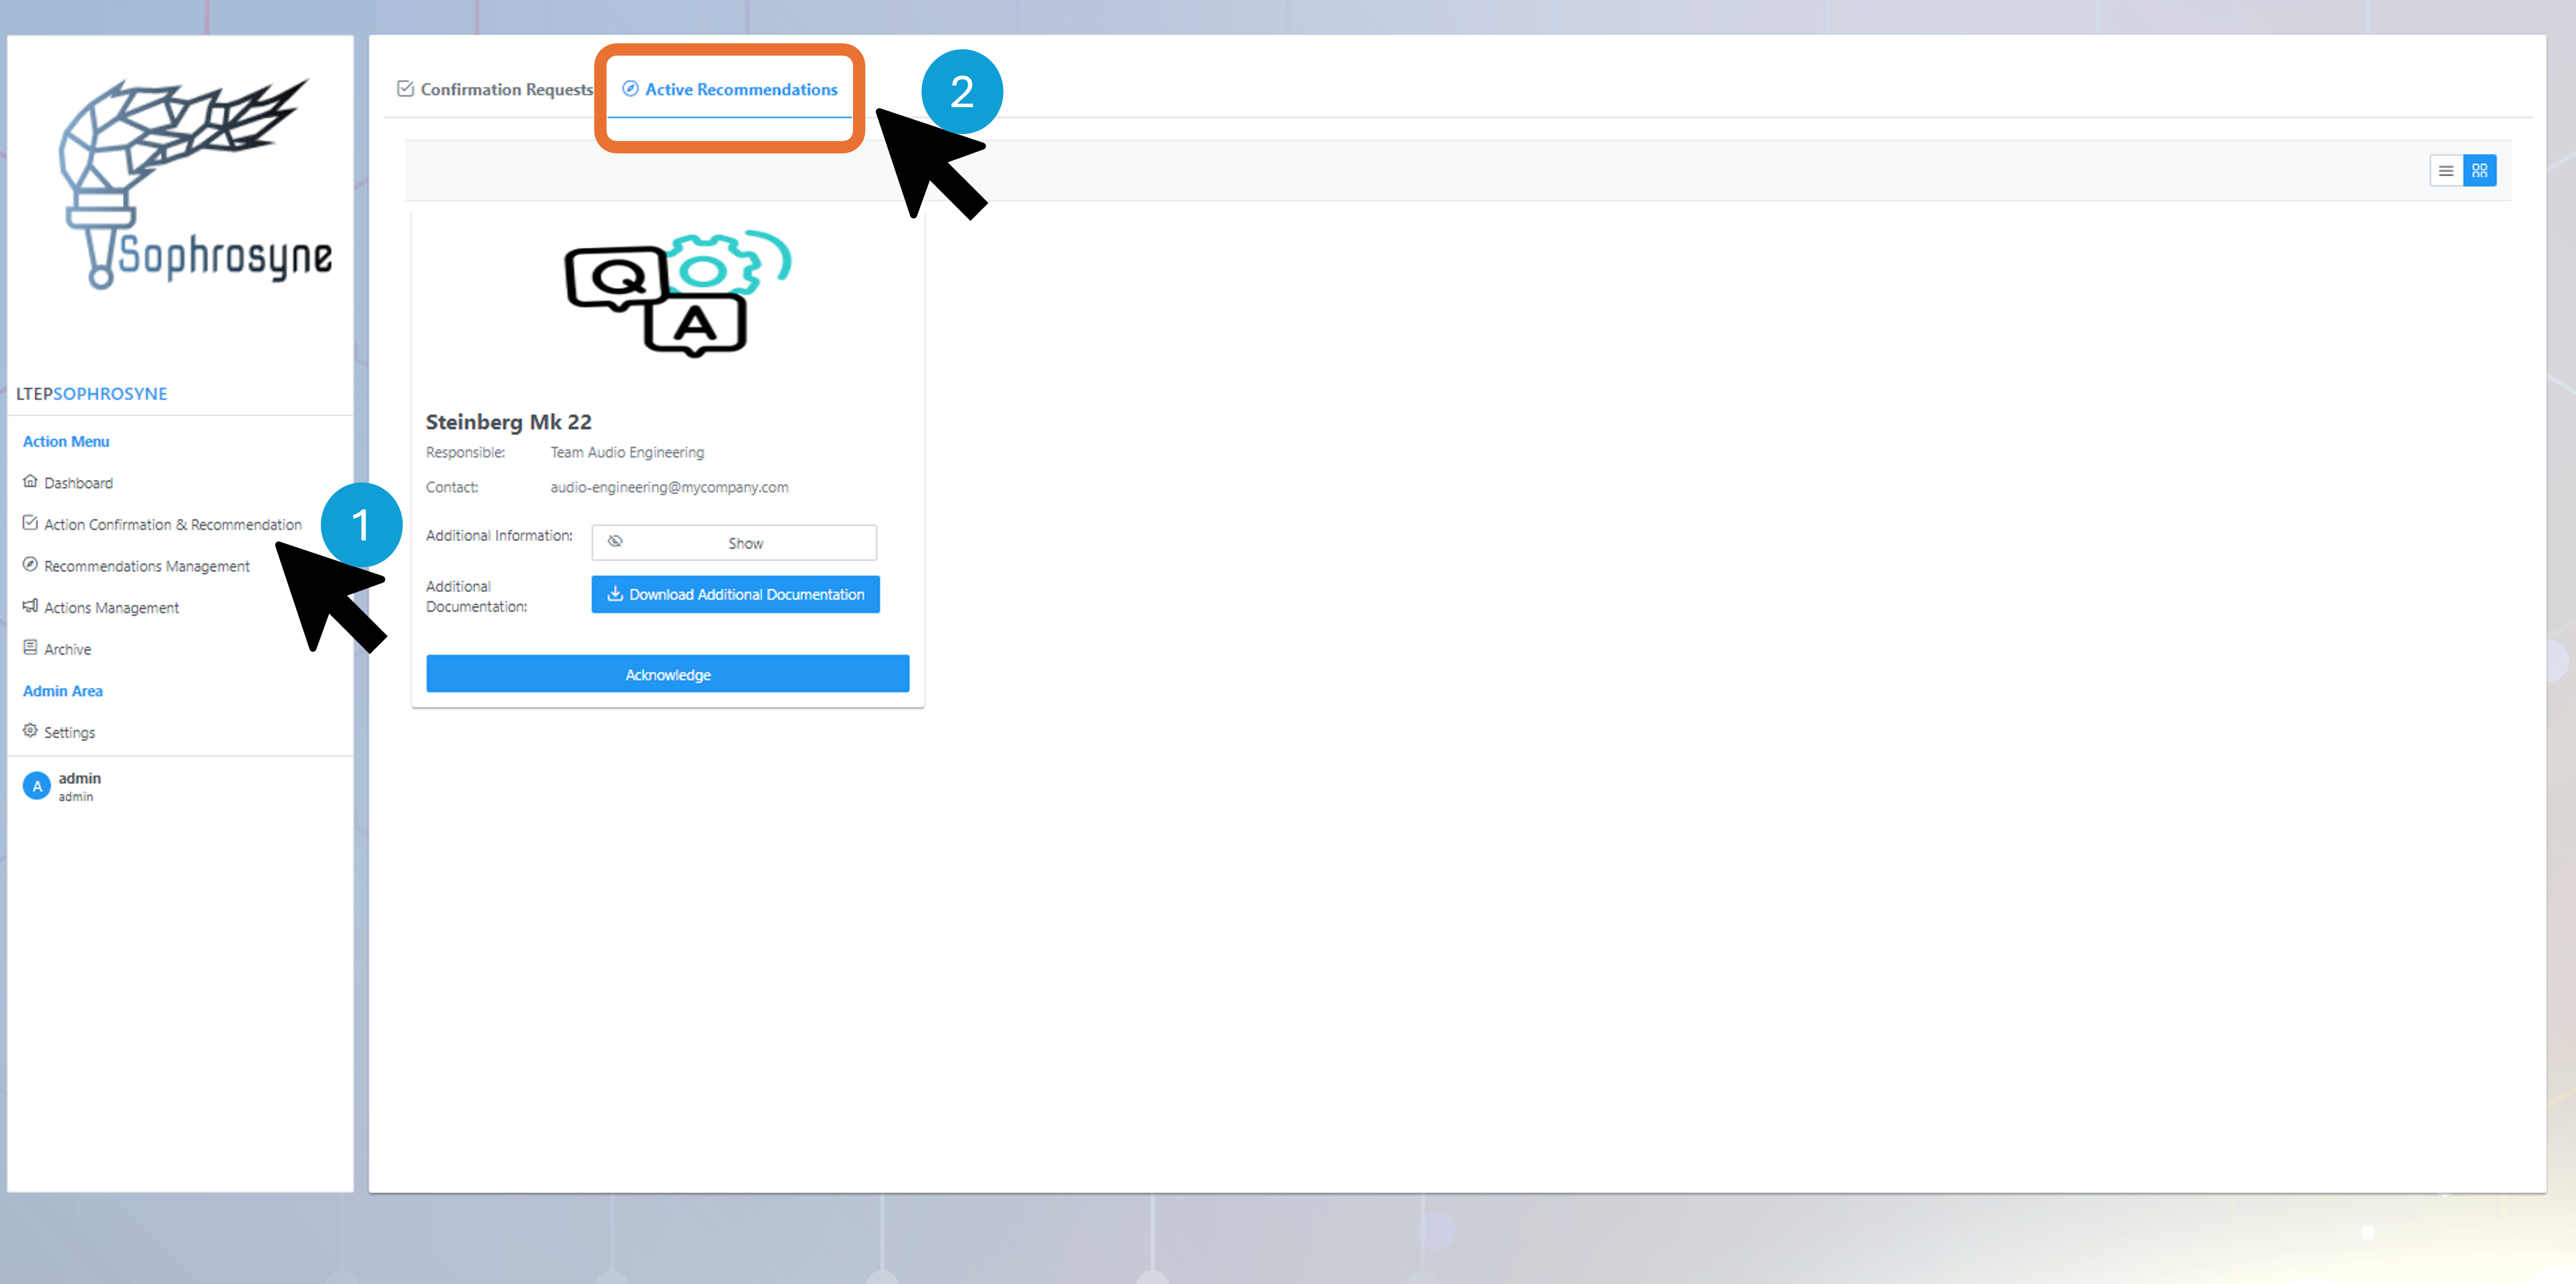 Sophrosyne
LTEPSOPHROSYNE
Action Menu
Dashboard
Action Confirmation & Recommendation
1
Recommendations Management
Actions Management
Archive
Admin Area
Settings
A
admin
admin
Confirmation Requests
Active Recommendations
2
Q
A
Steinberg Mk 22
Responsible: Team Audio Engineering
Contact: audio-engineering@mycompany.com
Additional Information: Show
Additional
Documentation:
Download Additional Documentation
Acknowledge